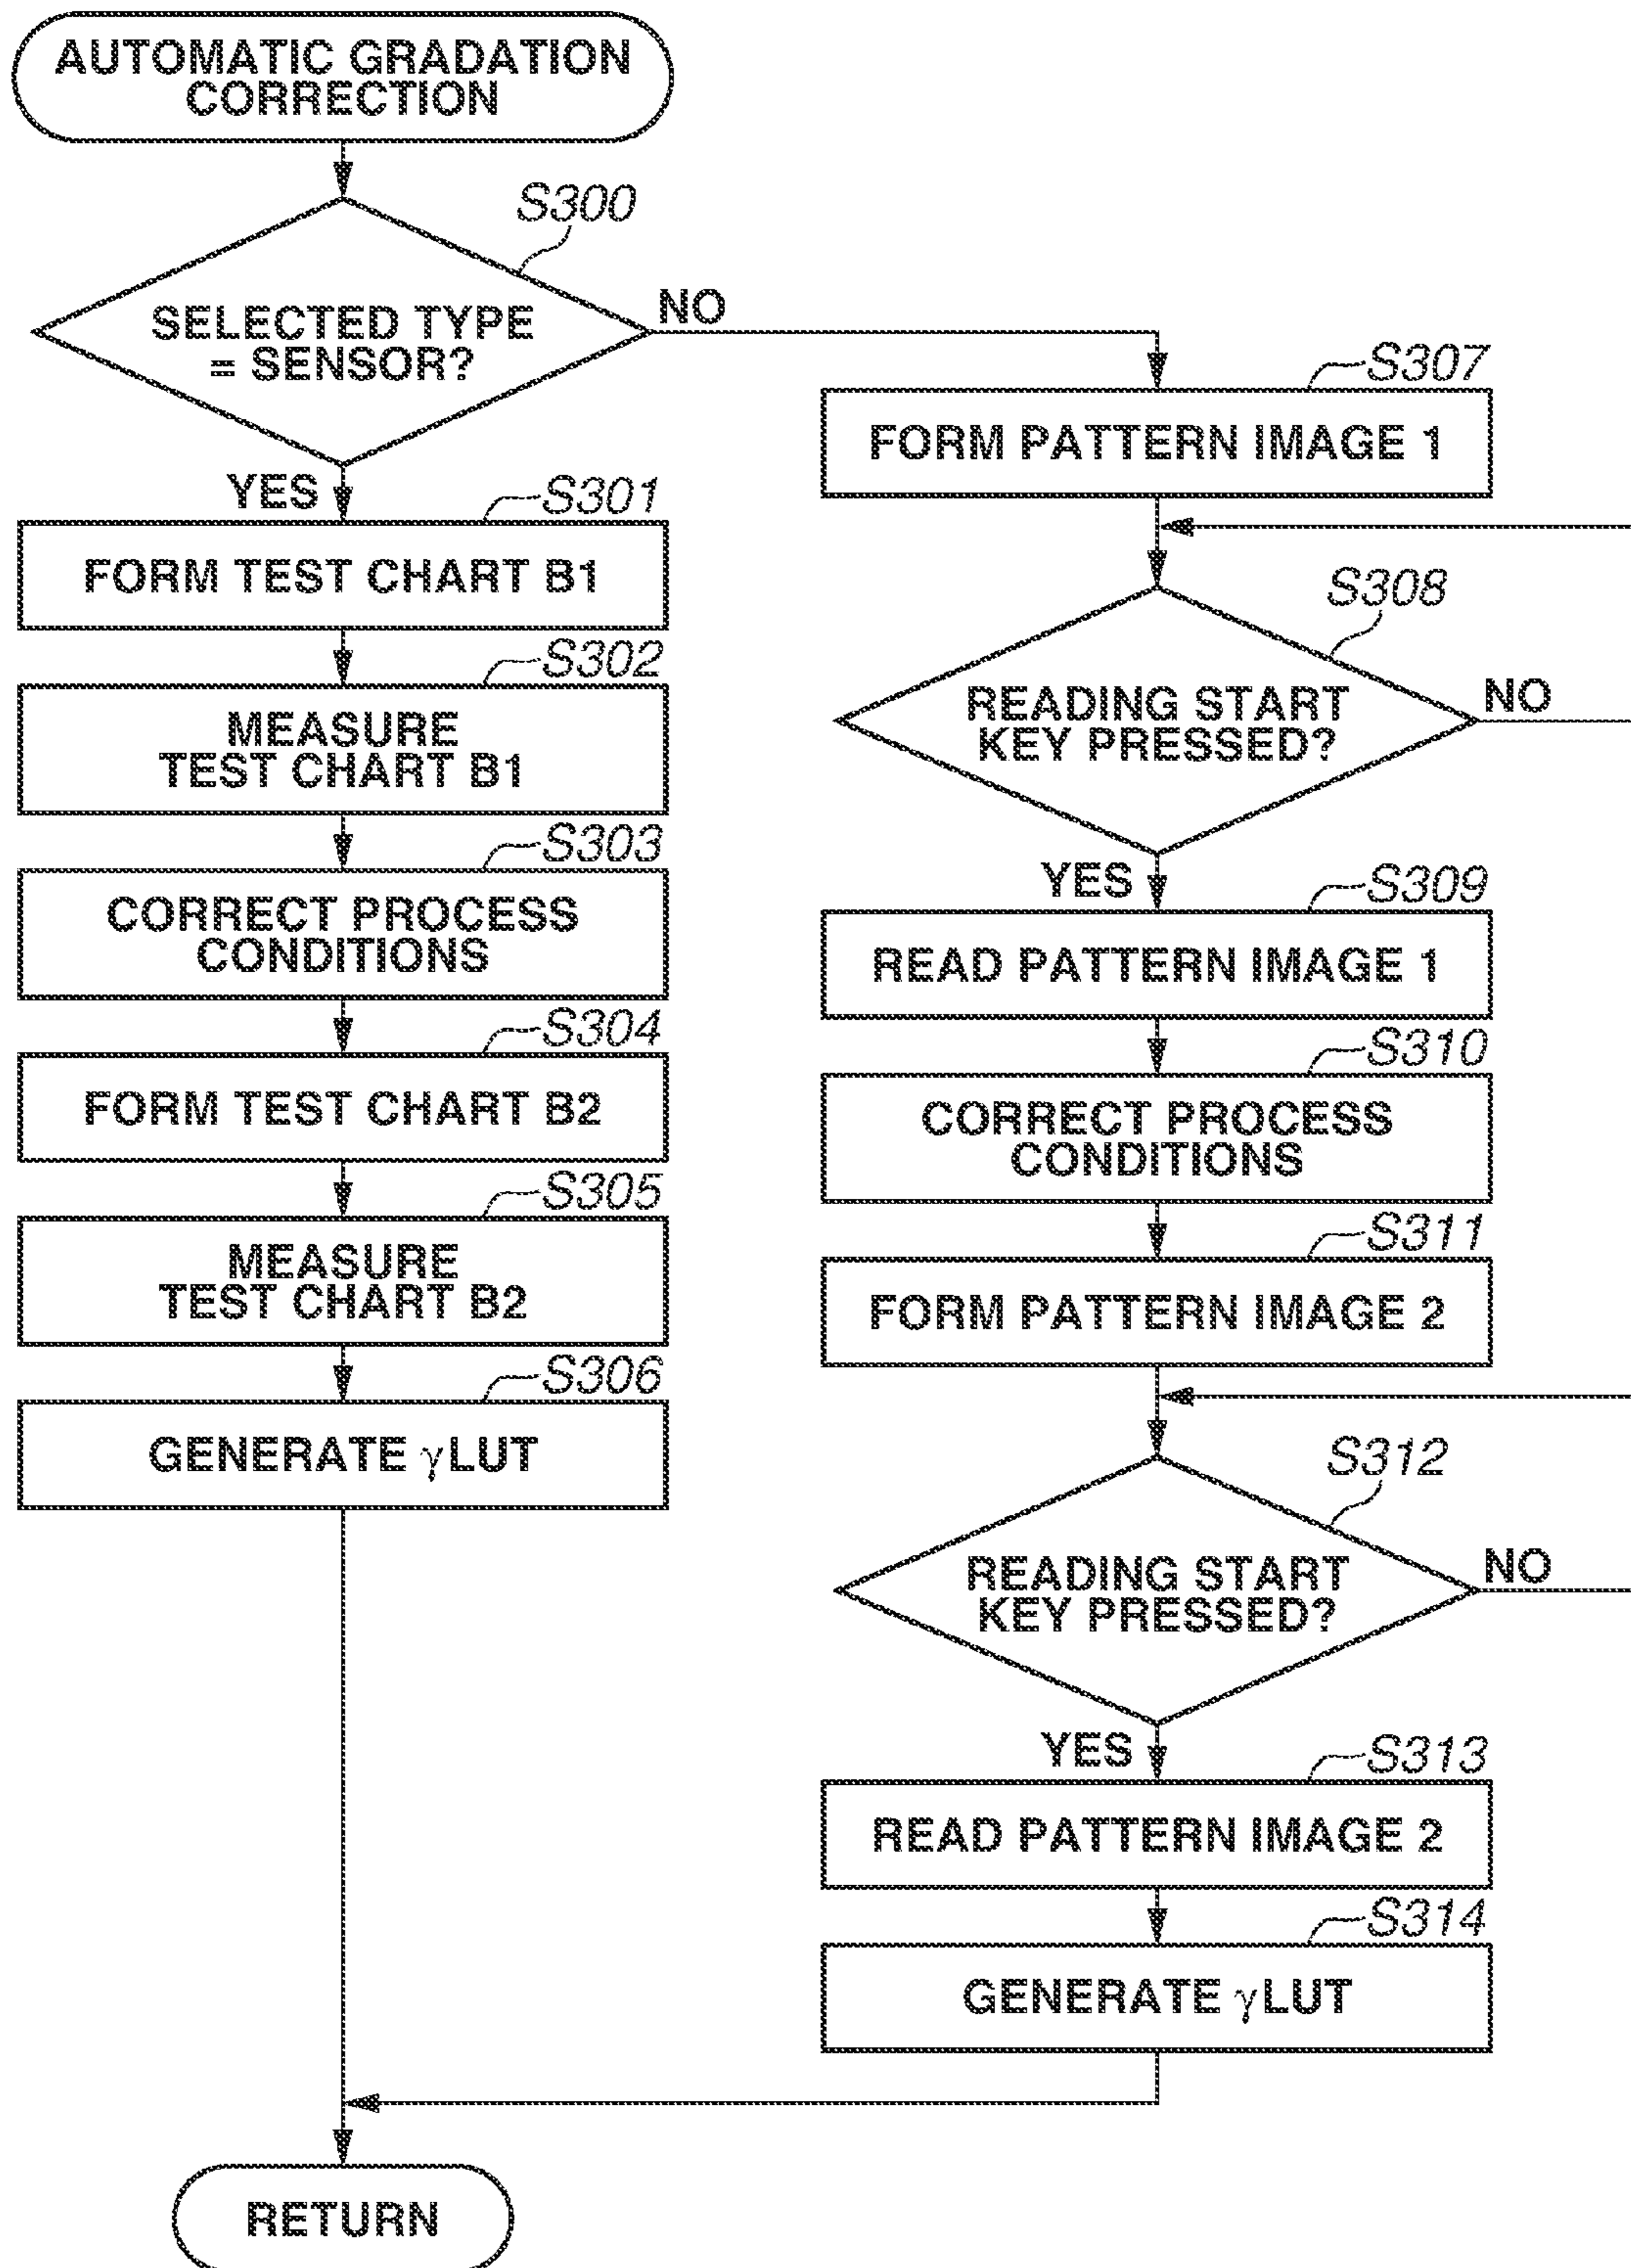 AUTOMATIC GRADATION
CORRECTION
S300
SELECTED TYPE
= SENSOR?
NO
YES
S301
FORM TEST CHART B1
S302
MEASURE
TEST CHART B1
S303
CORRECT PROCESS
CONDITIONS
S304
FORM TEST CHART B2
S305
MEASURE
TEST CHART B2
S306
GENERATE γLUT
S307
FORM PATTERN IMAGE 1
S308
READING START
KEY PRESSED?
NO
YES
S309
READ PATTERN IMAGE 1
S310
CORRECT PROCESS
CONDITIONS
S311
FORM PATTERN IMAGE 2
S312
READING START
KEY PRESSED?
NO
YES
S313
READ PATTERN IMAGE 2
S314
GENERATE γLUT
RETURN